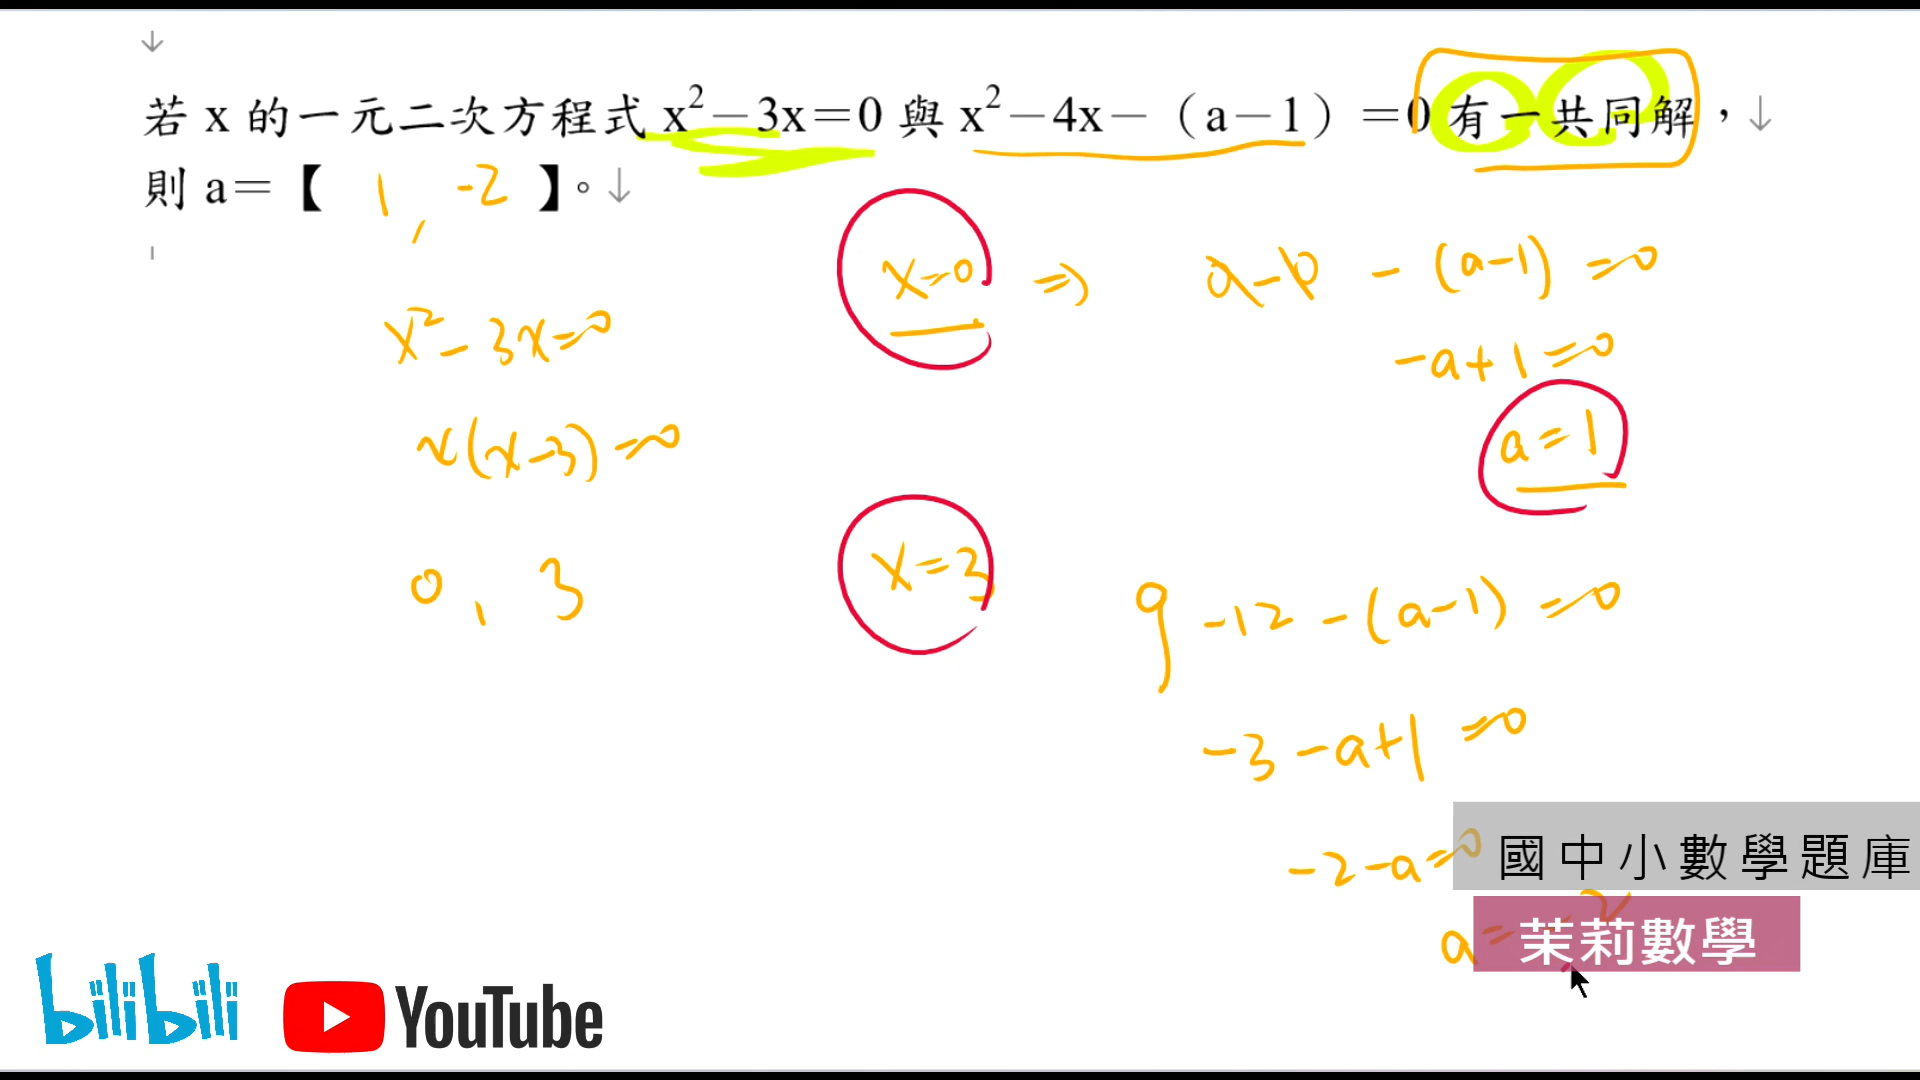 若 x 的一元二次方程式 x²－3x＝0 與 x²－4x－（a－1）＝0 有一共同解，↓
則 a＝【 1 , -2 】。↓
x=0 ⇒ 0-0 -(a-1)=0
x²-3x=0
-a+1=0
x(x-3)=0
a=1
0 , 3
x=3
9-12-(a-1)=0
-3-a+1=0
-2-a=0
國中小數學題庫
茉莉數學
bilibili
YouTube